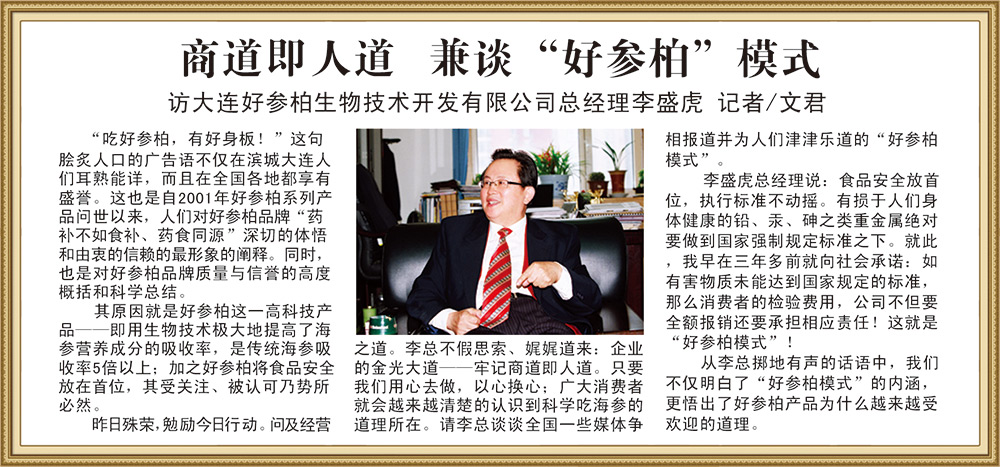 商道即人道 兼谈“好参柏”模式
访大连好参柏生物技术开发有限公司总经理李盛虎 记者/文君
“吃好参柏，有好身板！”这句
脍炙人口的广告语不仅在滨城大连人
们耳熟能详，而且在全国各地都享有
盛誉。这也是自2001年好参柏系列产
品问世以来，人们对好参柏品牌“药
补不如食补、药食同源”深切的体悟
和由衷的信赖的最形象的阐释。同时，
也是对好参柏品牌质量与信誉的高度
概括和科学总结。
其原因就是好参柏这一高科技产
品——即用生物技术极大地提高了海
参营养成分的吸收率，是传统海参吸
收率5倍以上；加之好参柏将食品安全
放在首位，其受关注、被认可乃势所
必然。
昨日殊荣，勉励今日行动。问及经营
之道。李总不假思索、娓娓道来：企业
的金光大道——牢记商道即人道。只要
我们用心去做，以心换心；广大消费者
就会越来越清楚的认识到科学吃海参的
道理所在。请李总谈谈全国一些媒体争
相报道并为人们津津乐道的“好参柏
模式”。
李盛虎总经理说：食品安全放首
位，执行标准不动摇。有损于人们身
体健康的铅、汞、砷之类重金属绝对
要做到国家强制规定标准之下。就此
，我早在三年多前就向社会承诺：如
有害物质未能达到国家规定的标准，
那么消费者的检验费用，公司不但要
全额报销还要承担相应责任！这就是
“好参柏模式”！
从李总掷地有声的话语中，我们
不仅明白了“好参柏模式”的内涵，
更悟出了好参柏产品为什么越来越受
欢迎的道理。